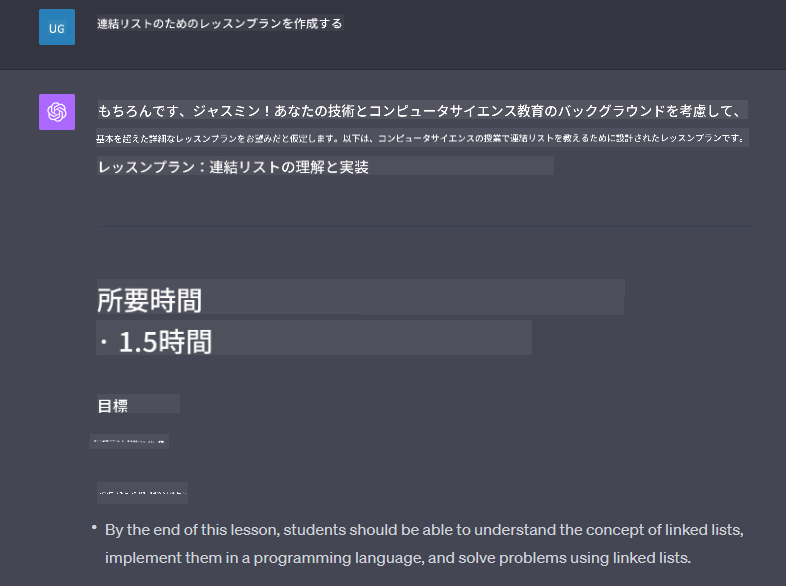 UG
連結リストのためのレッスンプランを作成する
もちろんです、ジャスミン！あなたの技術とコンピュータサイエンス教育のバックグラウンドを考慮して、
基本を超えた詳細なレッスンプランをお望みだと仮定します。以下は、コンピュータサイエンスの授業で連結リストを教えるために設計されたレッスンプランです。
レッスンプラン：連結リストの理解と実装
所要時間
· 1.5時間
目標
• By the end of this lesson, students should be able to understand the concept of linked lists,
implement them in a programming language, and solve problems using linked lists.